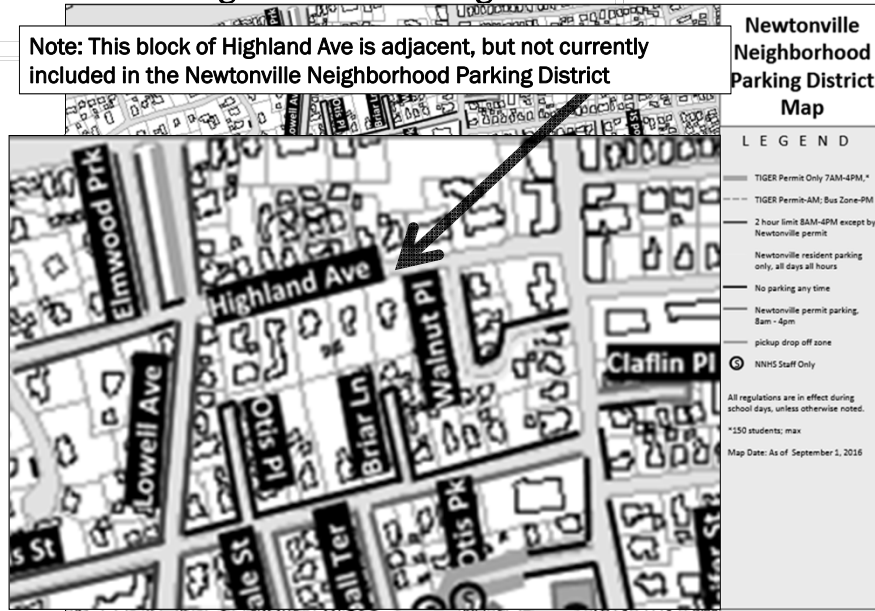 Note: This block of Highland Ave is adjacent, but not currently
included in the Newtonville Neighborhood Parking District
Newtonville
Neighborhood
Parking District
Map
L E G E N D
TIGER Permit Only 7AM-4PM,*
TIGER Permit-AM; Bus Zone-PM
2 hour limit 8AM-4PM except by
Newtonville permit
Newtonville resident parking
only, all days all hours
No parking any time
Newtonville permit parking,
8am - 4pm
pickup drop off zone
S NNHS Staff Only
All regulations are in effect during
school days, unless otherwise noted.
*150 students; max
Map Date: As of September 1, 2016
Elmwood Prk
Highland Ave
Walnut Pl
Claflin Pl
Lowell Ave
Otis Pl
Briar Ln
Otis Pk
s St
ale St
all Ter
S